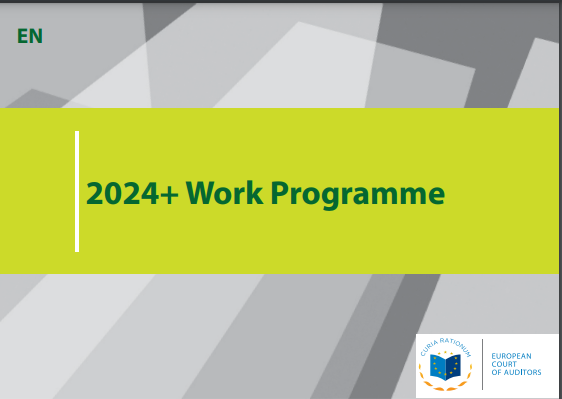 EN
2024+ Work Programme
CURIA RATIONUM
EUROPEAN
COURT
OF AUDITORS